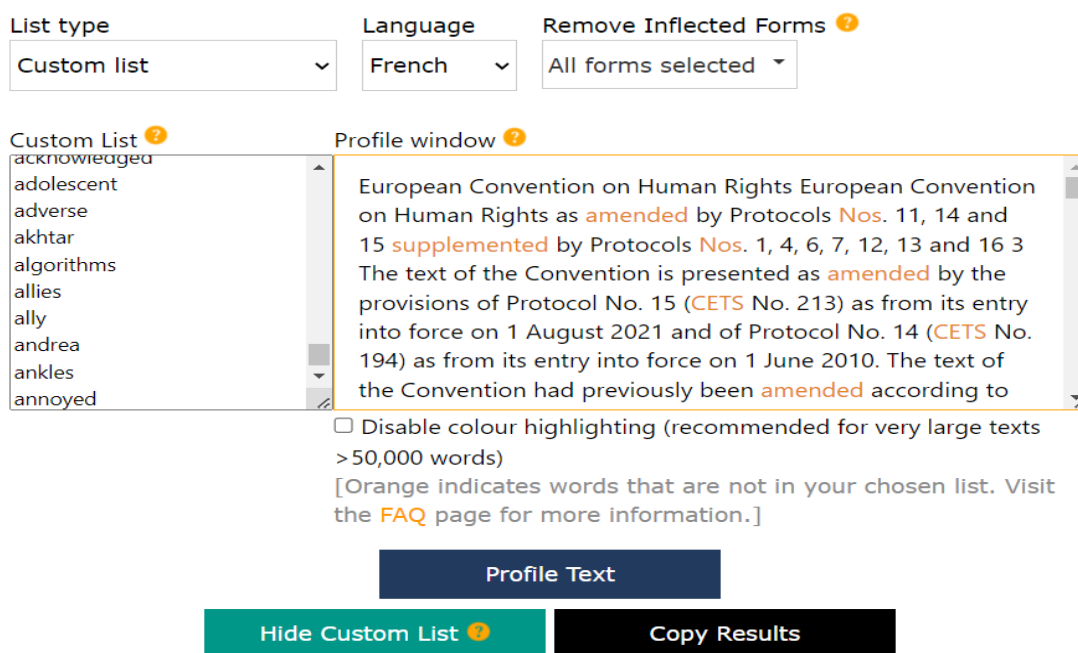 List type Language Remove Inflected Forms ?
Custom list French All forms selected
Custom List ? Profile window ?
acknowledged
adolescent
adverse
akhtar
algorithms
allies
ally
andrea
ankles
annoyed
European Convention on Human Rights European Convention
on Human Rights as amended by Protocols Nos. 11, 14 and
15 supplemented by Protocols Nos. 1, 4, 6, 7, 12, 13 and 16 3
The text of the Convention is presented as amended by the
provisions of Protocol No. 15 (CETS No. 213) as from its entry
into force on 1 August 2021 and of Protocol No. 14 (CETS No.
194) as from its entry into force on 1 June 2010. The text of
the Convention had previously been amended according to
Disable colour highlighting (recommended for very large texts
>50,000 words)
[Orange indicates words that are not in your chosen list. Visit
the FAQ page for more information.]
Profile Text
Hide Custom List ? Copy Results